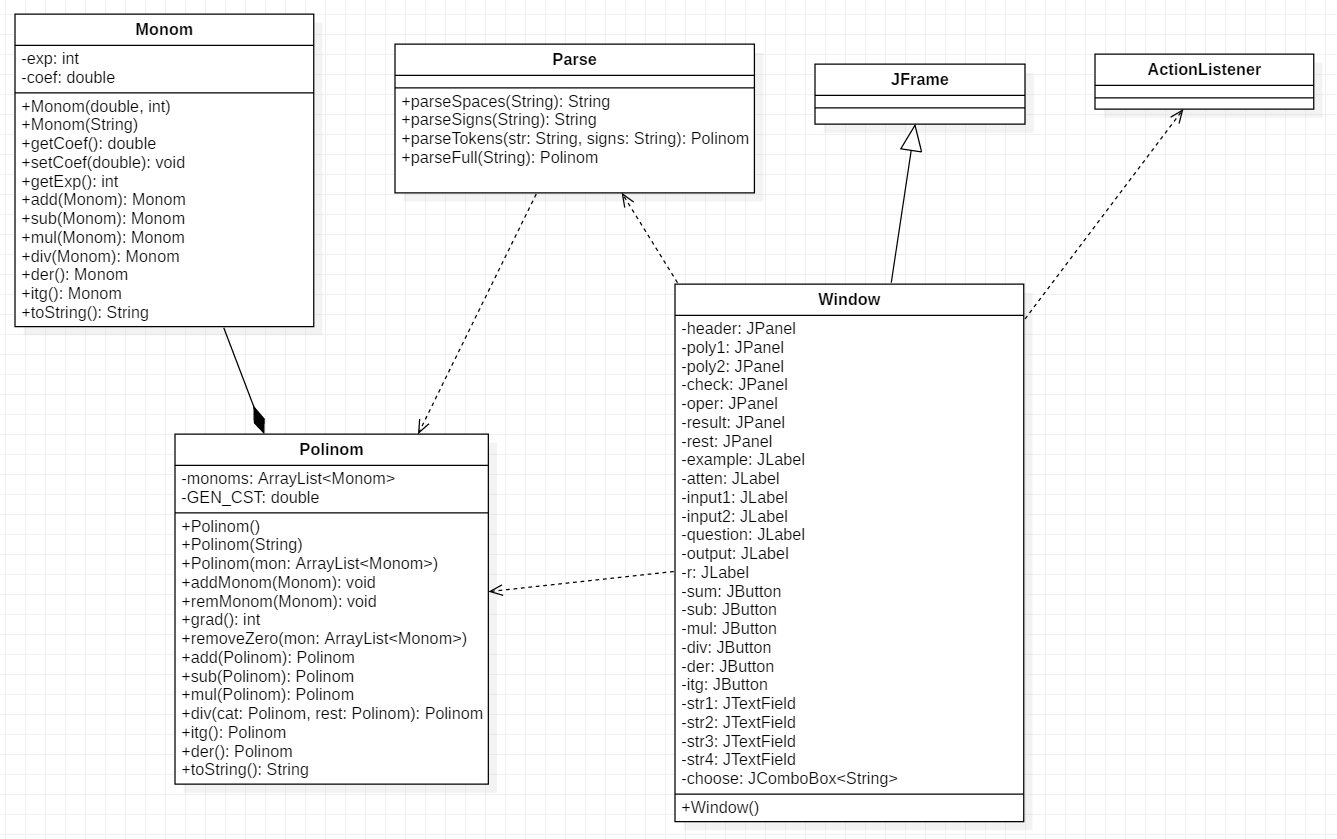 Monom
-exp: int
-coef: double
+Monom(double, int)
+Monom(String)
+getCoef(): double
+setCoef(double): void
+getExp(): int
+add(Monom): Monom
+sub(Monom): Monom
+mul(Monom): Monom
+div(Monom): Monom
+der(): Monom
+itg(): Monom
+toString(): String
Parse
+parseSpaces(String): String
+parseSigns(String): String
+parseTokens(str: String, signs: String): Polinom
+parseFull(String): Polinom
JFrame
ActionListener
Polinom
-monoms: ArrayList<Monom>
-GEN_CST: double
+Polinom()
+Polinom(String)
+Polinom(mon: ArrayList<Monom>)
+addMonom(Monom): void
+remMonom(Monom): void
+grad(): int
+removeZero(mon: ArrayList<Monom>)
+add(Polinom): Polinom
+sub(Polinom): Polinom
+mul(Polinom): Polinom
+div(cat: Polinom, rest: Polinom): Polinom
+itg(): Polinom
+der(): Polinom
+toString(): String
Window
-header: JPanel
-poly1: JPanel
-poly2: JPanel
-check: JPanel
-oper: JPanel
-result: JPanel
-rest: JPanel
-example: JLabel
-atten: JLabel
-input1: JLabel
-input2: JLabel
-question: JLabel
-output: JLabel
-r: JLabel
-sum: JButton
-sub: JButton
-mul: JButton
-div: JButton
-der: JButton
-itg: JButton
-str1: JTextField
-str2: JTextField
-str3: JTextField
-str4: JTextField
-choose: JComboBox<String>
+Window()